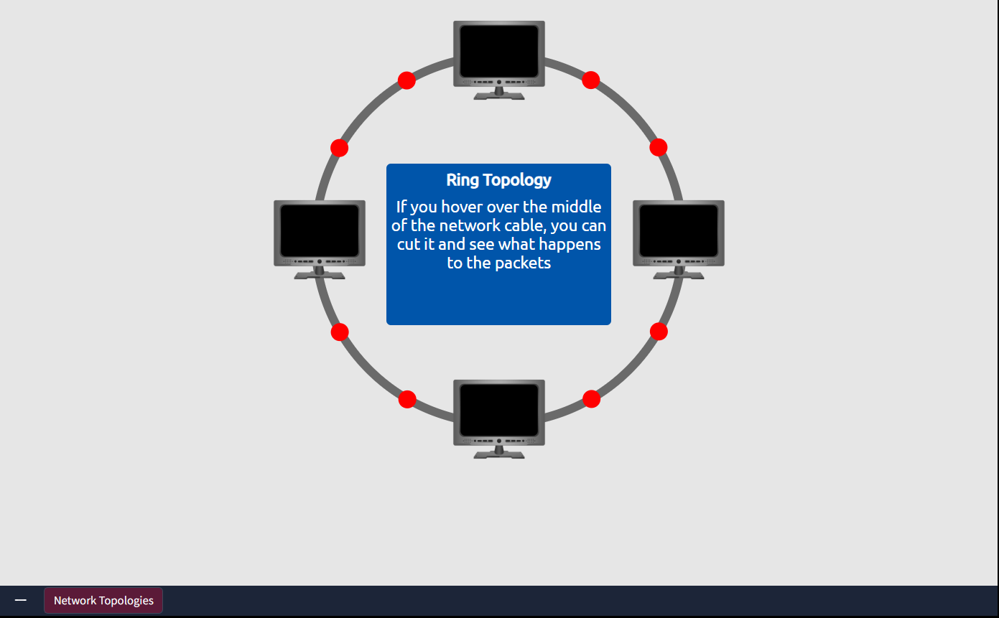 Ring Topology
If you hover over the middle
of the network cable, you can
cut it and see what happens
to the packets
Network Topologies